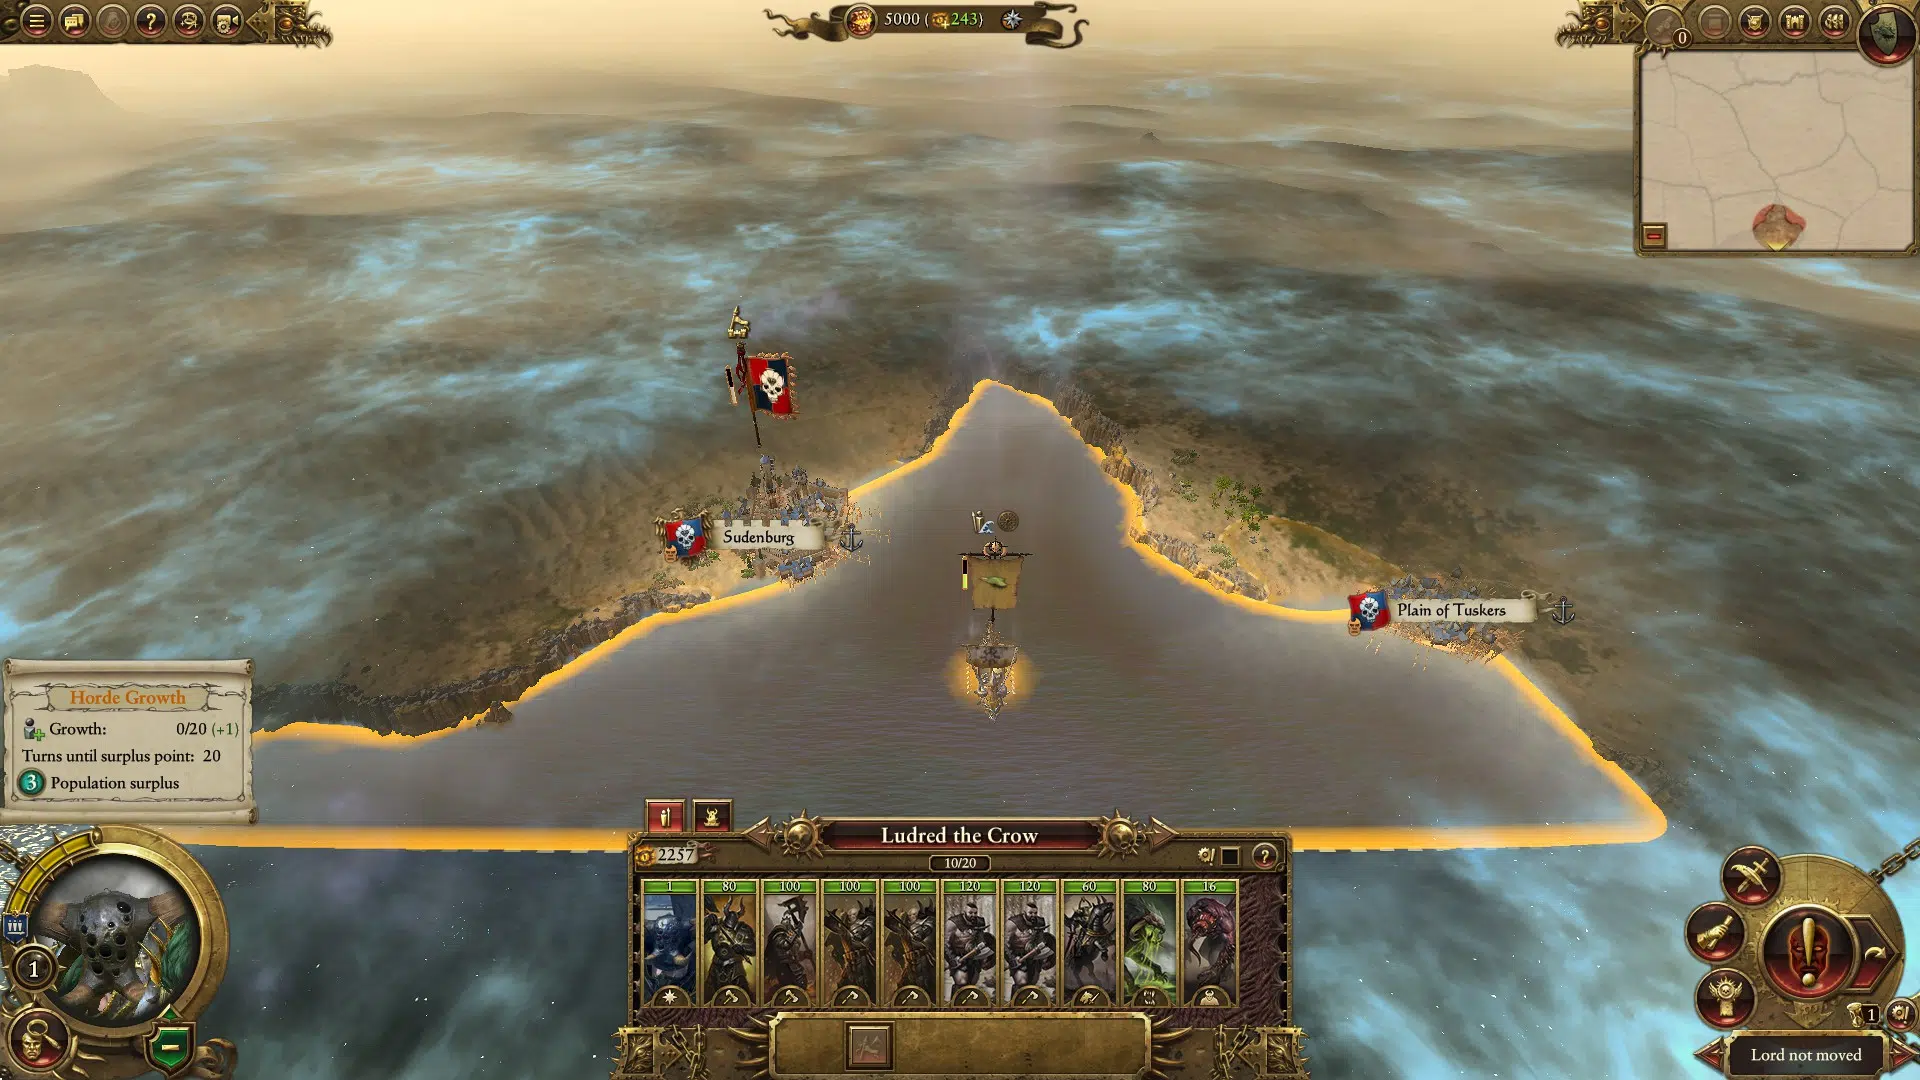 5000 (+243)
0
Sudenburg
Plain of Tuskers
Horde Growth
Growth: 0/20 (+1)
Turns until surplus point: 20
3 Population surplus
Ludred the Crow
2257
10/20
?
1 80 100 100 100 120 120 60 80 16
1
1
Lord not moved